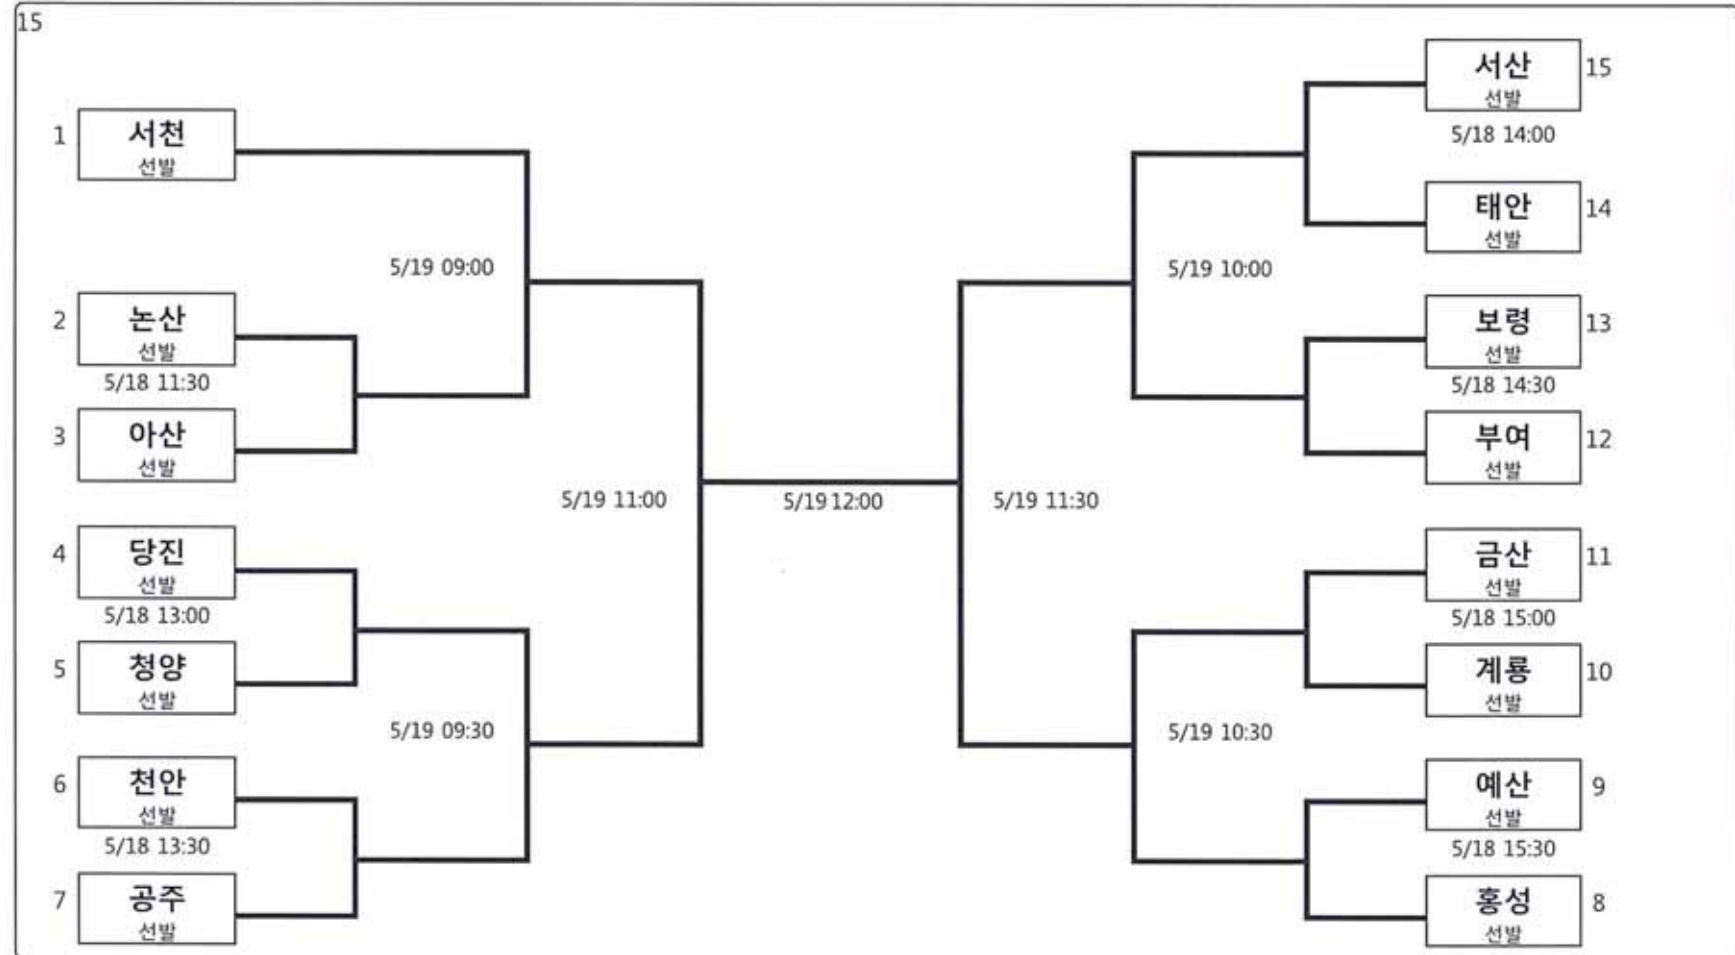 15
1
서천
선발
2
논산
선발
5/18 11:30
3
아산
선발
4
당진
선발
5/18 13:00
5
청양
선발
6
천안
선발
5/18 13:30
7
공주
선발
5/19 09:00
5/19 09:30
5/19 11:00
5/19 12:00
5/19 11:30
5/19 10:00
5/19 10:30
서산
선발
15
5/18 14:00
태안
선발
14
보령
선발
13
5/18 14:30
부여
선발
12
금산
선발
11
5/18 15:00
계룡
선발
10
예산
선발
9
5/18 15:30
홍성
선발
8